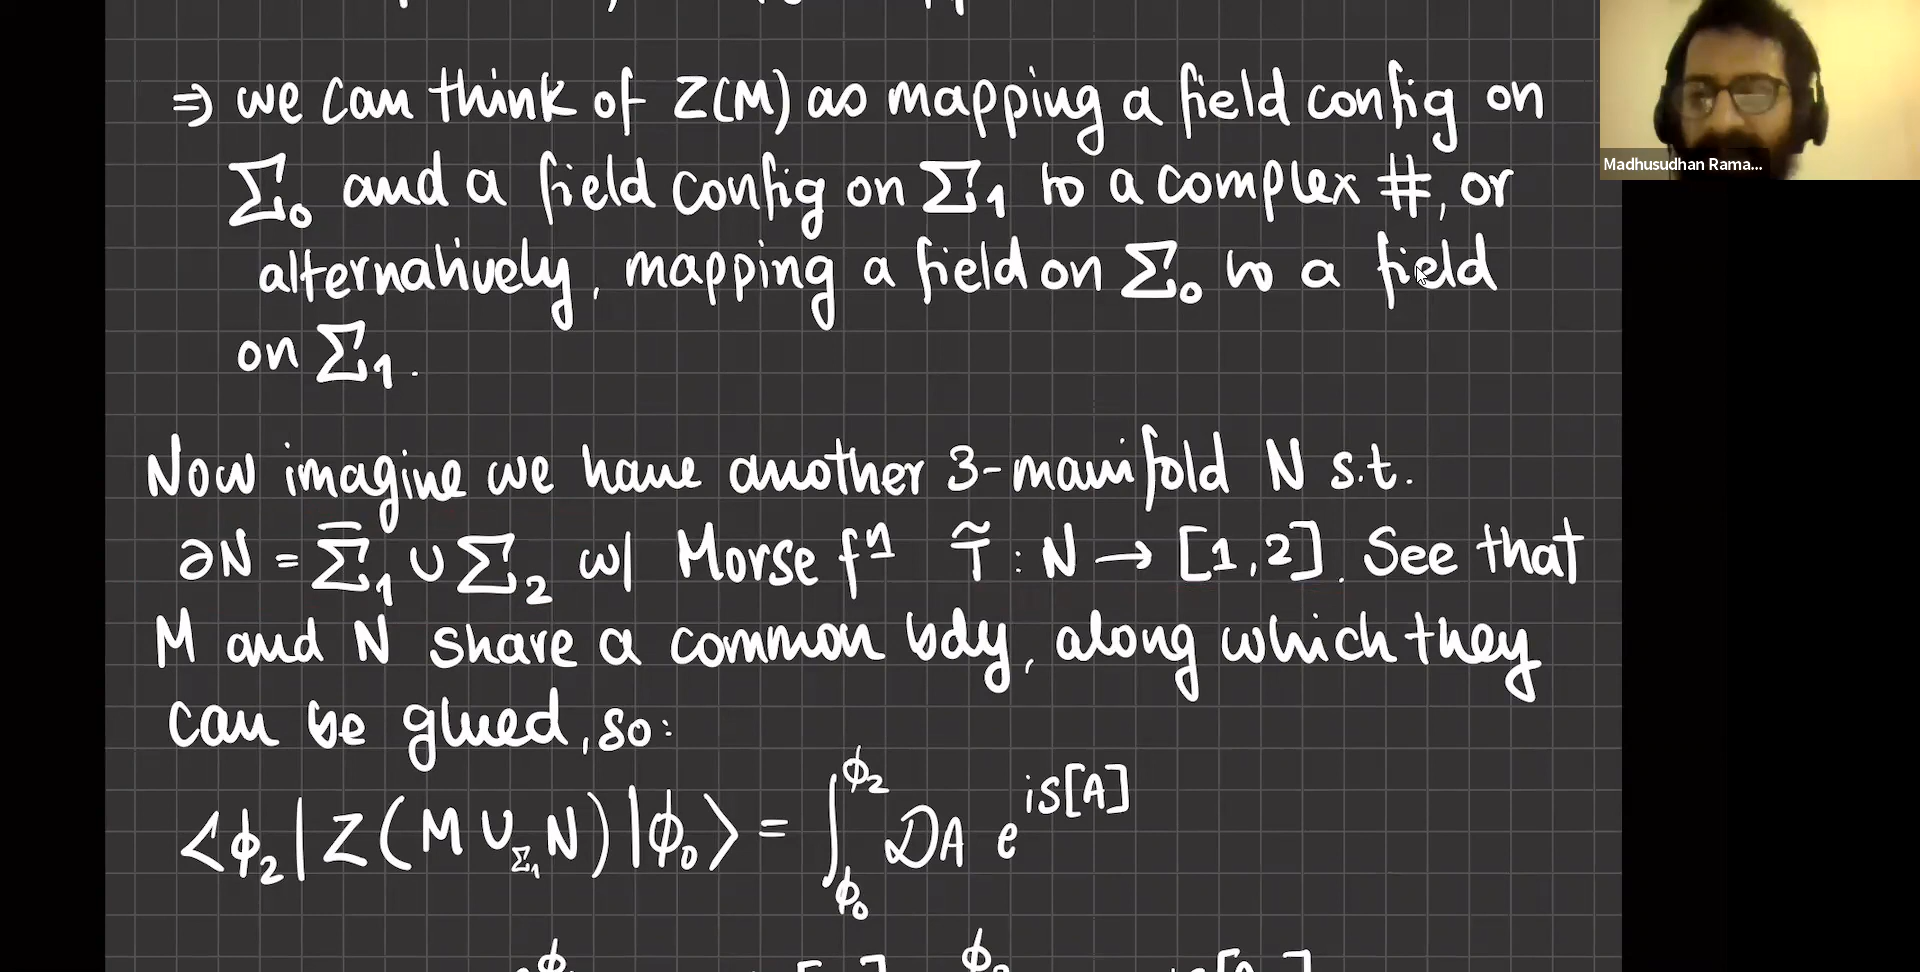 ⇒ we can think of Z(M) as mapping a field config on
Σ₀ and a field config on Σ₁ to a complex #, or
alternatively, mapping a field on Σ₀ to a field
on Σ₁.
Madhusudhan Rama...
Now imagine we have another 3-manifold N s.t.
∂N = Σ̅₁ ∪ Σ₂ w/ Morse fⁿ T̃ : N → [1,2]. See that
M and N share a common bdy, along which they
can be glued, so:
⟨ϕ₂|Z(M ∪_Σ₁ N)|ϕ₀⟩ = ∫_ϕ₀^ϕ₂ 𝒟A e^{iS[A]}